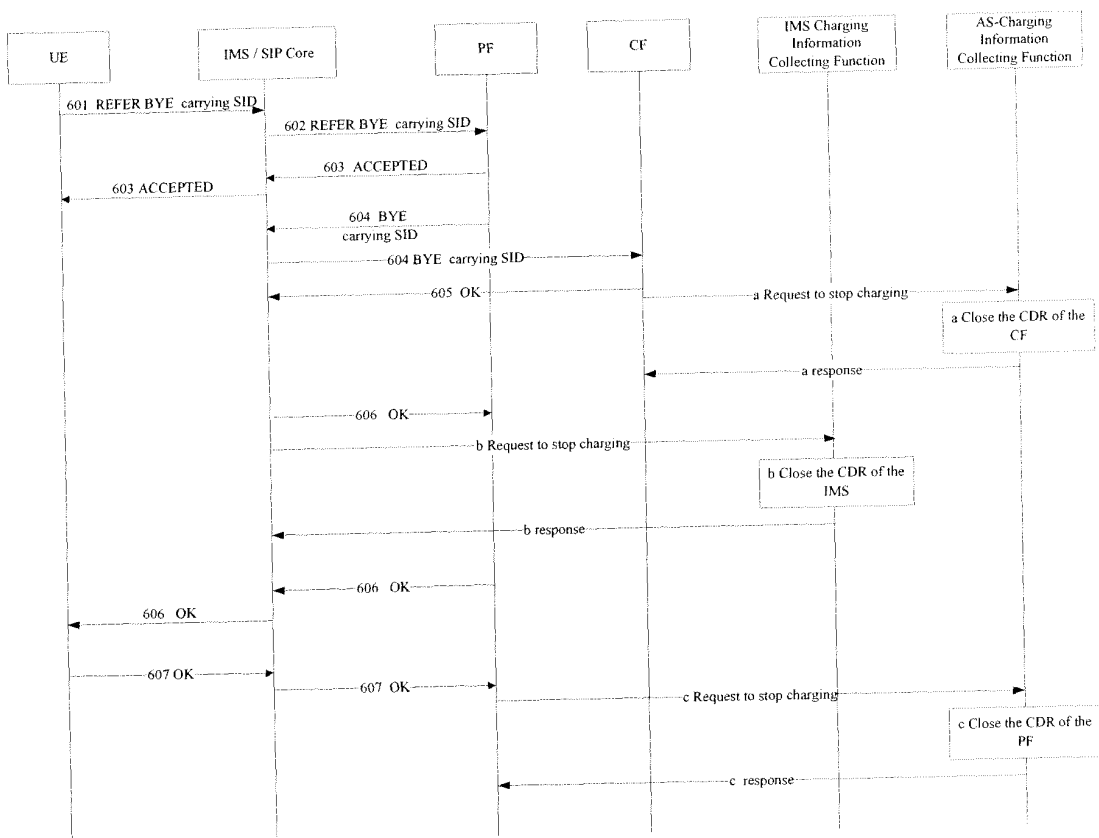 UE
IMS / SIP Core
PF
CF
IMS Charging
Information
Collecting Function
AS-Charging
Information
Collecting Function
601 REFER BYE carrying SID
602 REFER BYE carrying SID
603 ACCEPTED
603 ACCEPTED
604 BYE
carrying SID
604 BYE carrying SID
605 OK
a Request to stop charging
a Close the CDR of the
CF
a response
606 OK
b Request to stop charging
b Close the CDR of the
IMS
b response
606 OK
606 OK
607 OK
607 OK
c Request to stop charging
c Close the CDR of the
PF
c response